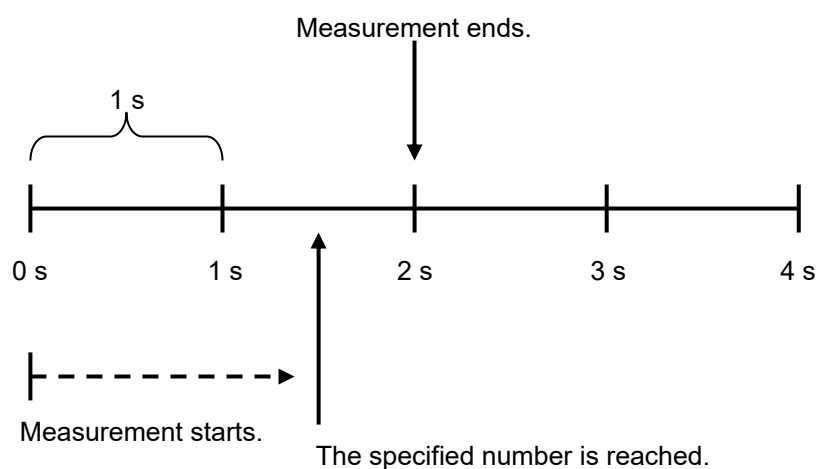 Measurement ends.
1 s
0 s
1 s
2 s
3 s
4 s
Measurement starts.
The specified number is reached.